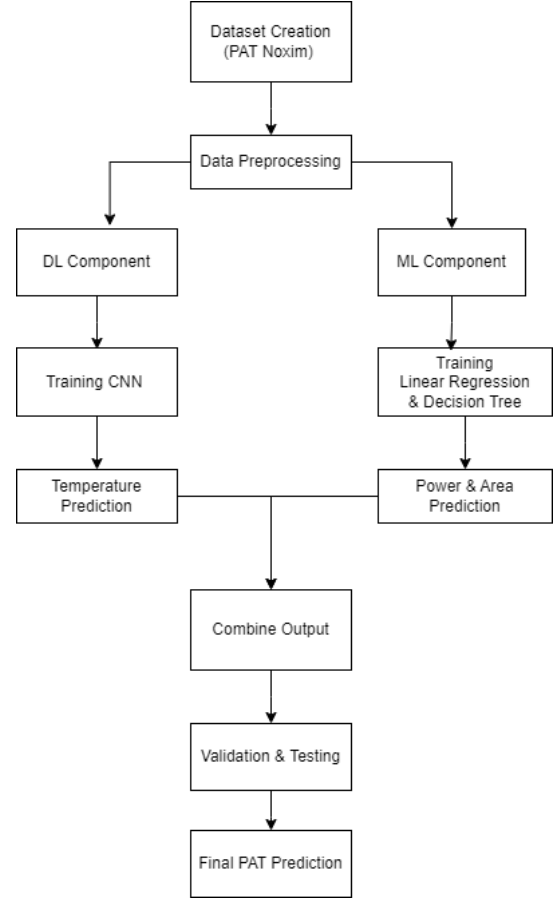 Dataset Creation
(PAT Noxim)
Data Preprocessing
DL Component
ML Component
Training CNN
Training
Linear Regression
& Decision Tree
Temperature
Prediction
Power & Area
Prediction
Combine Output
Validation & Testing
Final PAT Prediction